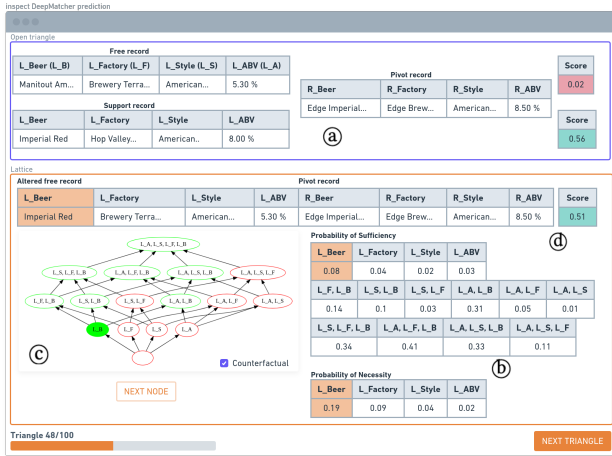 inspect DeepMatcher prediction
Open triangle
Free record
L_Beer (L_B) L_Factory (L_F) L_Style (L_S) L_ABV (L_A)
Manitout Am... Brewery Terra... American... 5.30 %
Support record
L_Beer L_Factory L_Style L_ABV
Imperial Red Hop Valley... American.. 8.00 %
Pivot record
R_Beer R_Factory R_Style R_ABV
Edge Imperial... Edge Brew... American... 8.50 %
Score
0.02
Score
0.56
a
Lattice
Altered free record Pivot record
L_Beer L_Factory L_Style L_ABV R_Beer R_Factory R_Style R_ABV Score
Imperial Red Brewery Terra... American... 5.30 % Edge Imperial... Edge Brew... American... 8.50 % 0.51
d
L_A, L_S, L_F, L_B
L_S, L_F, L_B L_A, L_F, L_B L_A, L_S, L_B L_A, L_S, L_F
L_F, L_B L_S, L_B L_S, L_F L_A, L_B L_A, L_F L_A, L_S
L_B L_F L_S L_A
c
Counterfactual
NEXT NODE
Probability of Sufficiency
L_Beer L_Factory L_Style L_ABV
0.08 0.04 0.02 0.03
L_F, L_B L_S, L_B L_S, L_F L_A, L_B L_A, L_F L_A, L_S
0.14 0.1 0.03 0.31 0.05 0.01
L_S, L_F, L_B L_A, L_F, L_B L_A, L_S, L_B L_A, L_S, L_F
0.34 0.41 0.33 0.11
b
Probability of Necessity
L_Beer L_Factory L_Style L_ABV
0.19 0.09 0.04 0.02
Triangle 48/100
NEXT TRIANGLE